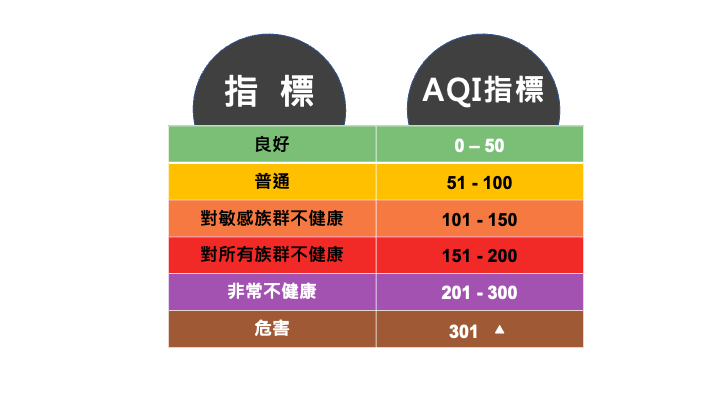 指 標 AQI指標
良好 0 – 50
普通 51 - 100
對敏感族群不健康 101 - 150
對所有族群不健康 151 - 200
非常不健康 201 - 300
危害 301 ▲